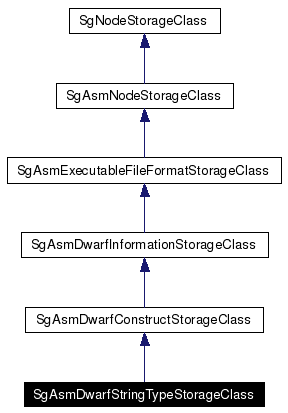 SgNodeStorageClass
SgAsmNodeStorageClass
SgAsmExecutableFileFormatStorageClass
SgAsmDwarfInformationStorageClass
SgAsmDwarfConstructStorageClass
SgAsmDwarfStringTypeStorageClass